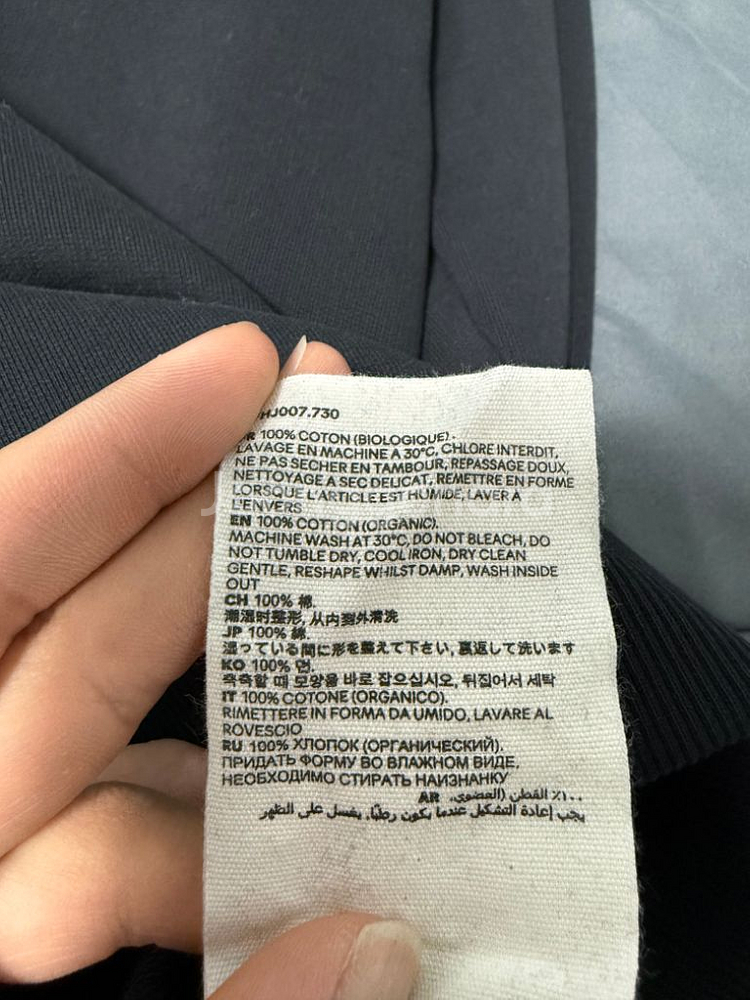 HJ007.730
FR 100% COTON (BIOLOGIQUE).
LAVAGE EN MACHINE A 30°C, CHLORE INTERDIT,
NE PAS SECHER EN TAMBOUR, REPASSAGE DOUX,
NETTOYAGE A SEC DELICAT, REMETTRE EN FORME
LORSQUE L'ARTICLE EST HUMIDE, LAVER A
L'ENVERS
EN 100% COTTON (ORGANIC).
MACHINE WASH AT 30°C, DO NOT BLEACH, DO
NOT TUMBLE DRY, COOL IRON, DRY CLEAN
GENTLE, RESHAPE WHILST DAMP, WASH INSIDE
OUT
CH 100% 棉.
潮湿时整形, 从内到外清洗
JP 100% 綿.
湿っている間に形を整えて下さい, 裏返して洗います
KO 100% 면.
축축할 때 모양을 바로 잡으십시오, 뒤집어서 세탁
IT 100% COTONE (ORGANICO).
RIMETTERE IN FORMA DA UMIDO, LAVARE AL
ROVESCIO
RU 100% ХЛОПОК (ОРГАНИЧЕСКИЙ).
ПРИДАТЬ ФОРМУ ВО ВЛАЖНОМ ВИДЕ,
НЕОБХОДИМО СТИРАТЬ НАИЗНАНКУ
١٠٠٪ القطن (العضوي). AR
يجب إعادة التشكيل عندما يكون رطبًا, يغسل على الظهر